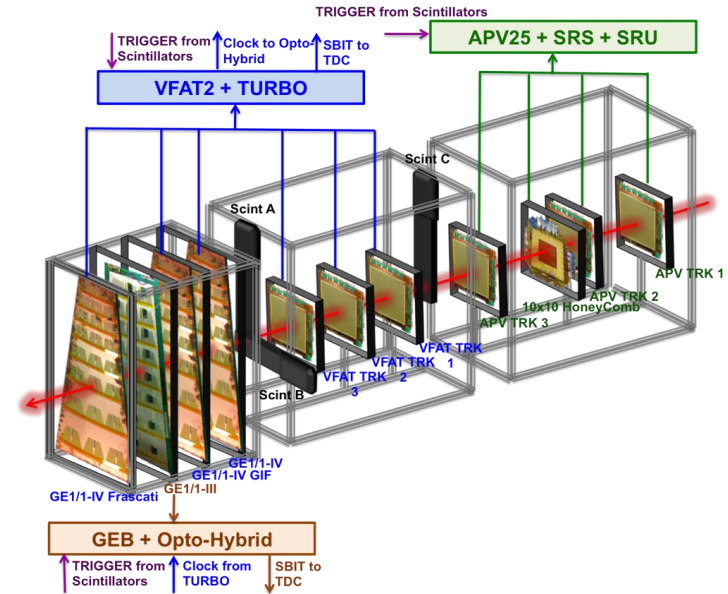 TRIGGER from Scintillators
APV25 + SRS + SRU
TRIGGER from
Scintillators
Clock to Opto-
Hybrid
SBIT to
TDC
VFAT2 + TURBO
Scint C
Scint A
APV TRK 1
APV TRK 2
10x10 HoneyComb
APV TRK 3
VFAT TRK
1
VFAT TRK
2
VFAT TRK
3
Scint B
GE1/1-IV
GE1/1-IV GIF
GE1/1-III
GE1/1-IV Frascati
GEB + Opto-Hybrid
TRIGGER from
Scintillators
Clock from
TURBO
SBIT to
TDC